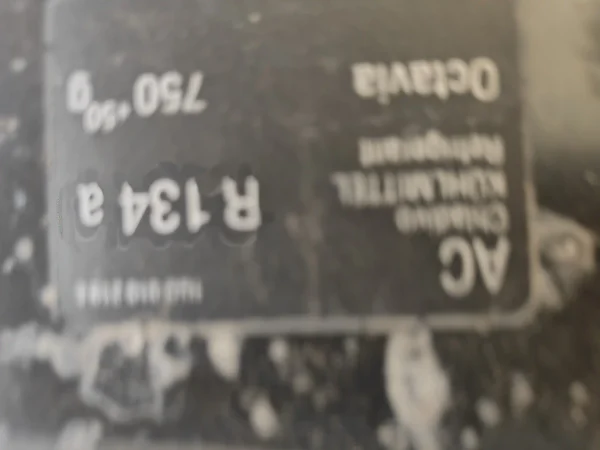 AC
Chladivo
KÜHLMITTEL
Refrigerant
R 134 a
Octavia
750 +50 g